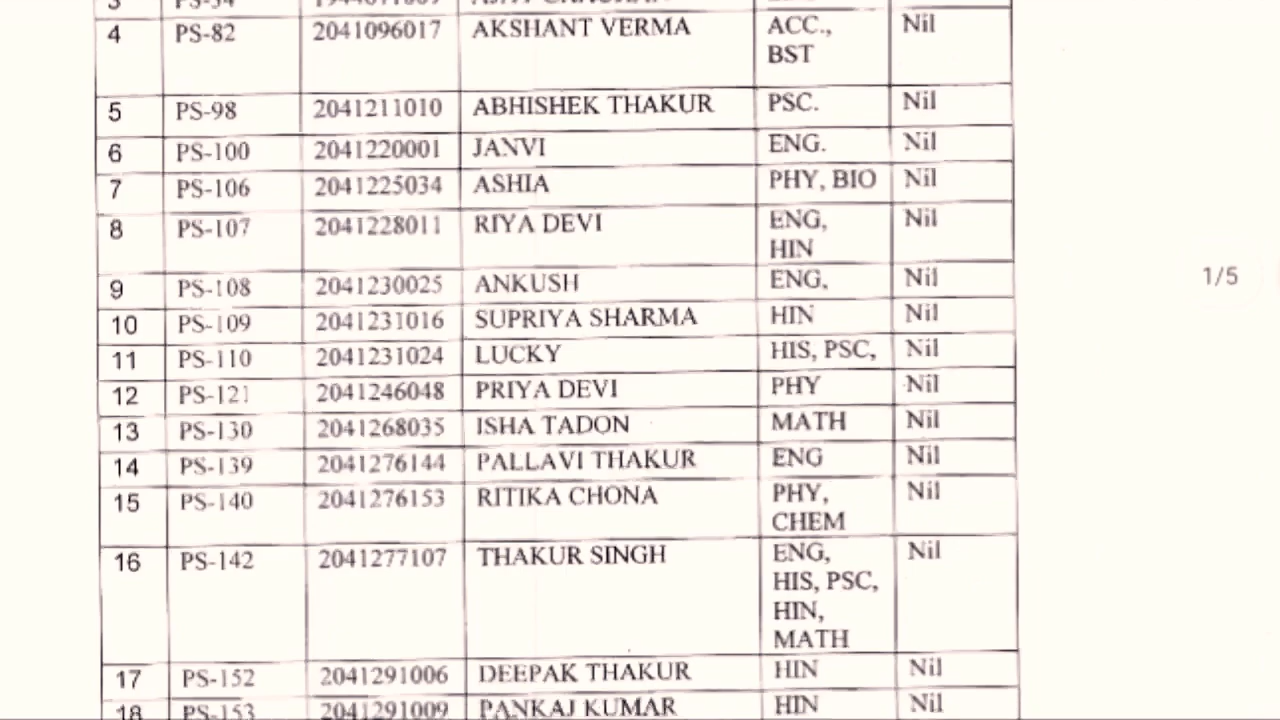 4 PS-82 2041096017 AKSHANT VERMA ACC., Nil
BST
5 PS-98 2041211010 ABHISHEK THAKUR PSC. Nil
6 PS-100 2041220001 JANVI ENG. Nil
7 PS-106 2041225034 ASHIA PHY, BIO Nil
8 PS-107 2041228011 RIYA DEVI ENG, Nil
HIN
9 PS-108 2041230025 ANKUSH ENG, Nil
1/5
10 PS-109 2041231016 SUPRIYA SHARMA HIN Nil
11 PS-110 2041231024 LUCKY HIS, PSC, Nil
12 PS-121 2041246048 PRIYA DEVI PHY Nil
13 PS-130 2041268035 ISHA TADON MATH Nil
14 PS-139 2041276144 PALLAVI THAKUR ENG Nil
15 PS-140 2041276153 RITIKA CHONA PHY, Nil
CHEM
16 PS-142 2041277107 THAKUR SINGH ENG, Nil
HIS, PSC,
HIN,
MATH
17 PS-152 2041291006 DEEPAK THAKUR HIN Nil
18 PS-153 2041291009 PANKAJ KUMAR HIN Nil